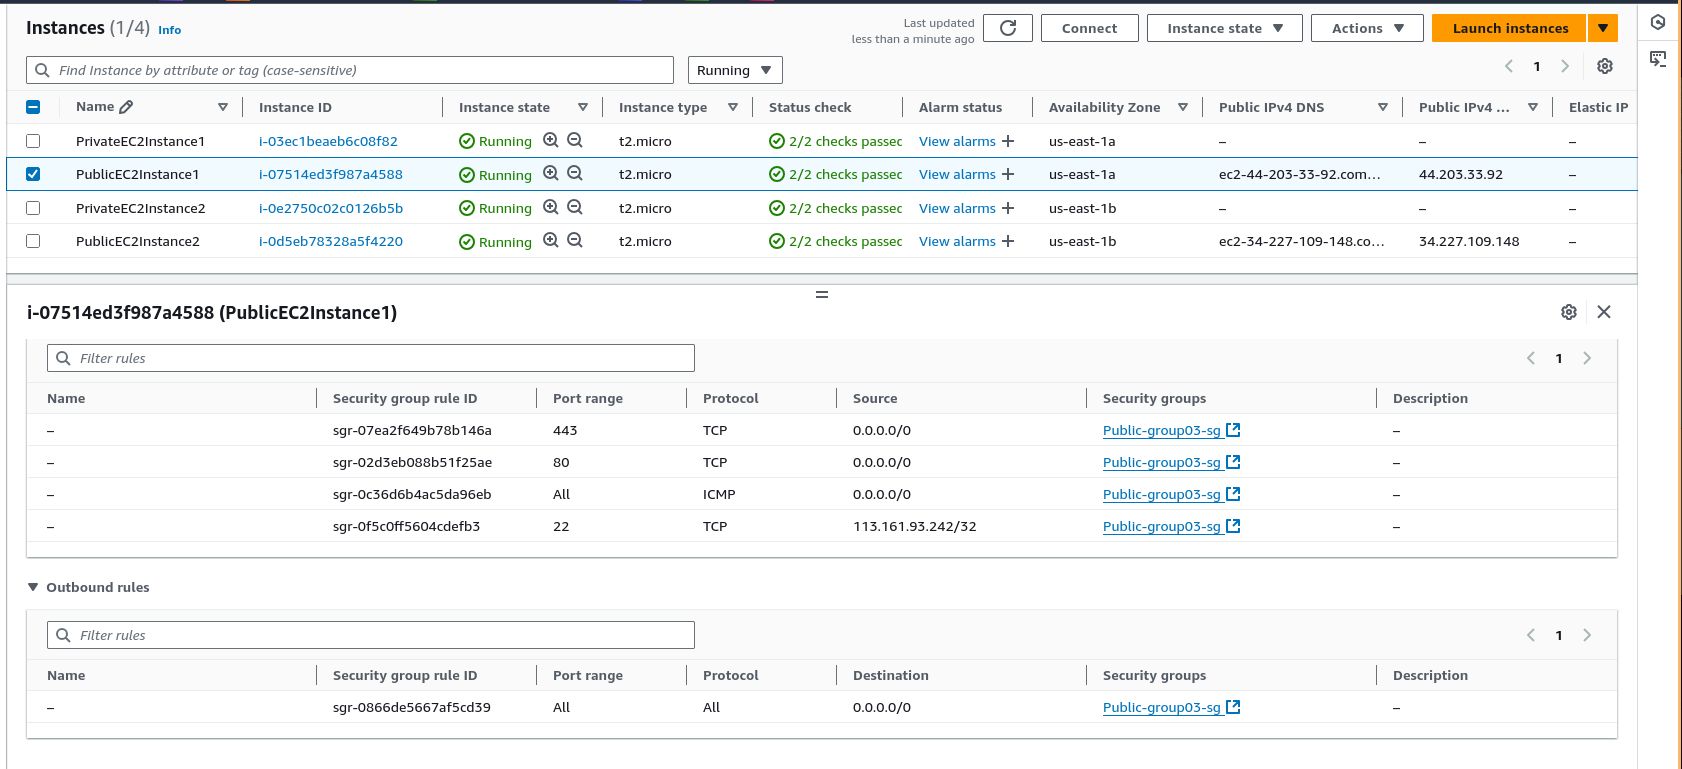 Instances (1/4) Info
Last updated
less than a minute ago
Connect
Instance state
Actions
Launch instances
Find Instance by attribute or tag (case-sensitive)
Running
1
Name Instance ID Instance state Instance type Status check Alarm status Availability Zone Public IPv4 DNS Public IPv4 ... Elastic IP
PrivateEC2Instance1 i-03ec1beaeb6c08f82 Running t2.micro 2/2 checks passec View alarms + us-east-1a – – –
PublicEC2Instance1 i-07514ed3f987a4588 Running t2.micro 2/2 checks passec View alarms + us-east-1a ec2-44-203-33-92.com... 44.203.33.92 –
PrivateEC2Instance2 i-0e2750c02c0126b5b Running t2.micro 2/2 checks passec View alarms + us-east-1b – – –
PublicEC2Instance2 i-0d5eb78328a5f4220 Running t2.micro 2/2 checks passec View alarms + us-east-1b ec2-34-227-109-148.co... 34.227.109.148 –
i-07514ed3f987a4588 (PublicEC2Instance1)
Filter rules
1
Name Security group rule ID Port range Protocol Source Security groups Description
– sgr-07ea2f649b78b146a 443 TCP 0.0.0.0/0 Public-group03-sg –
– sgr-02d3eb088b51f25ae 80 TCP 0.0.0.0/0 Public-group03-sg –
– sgr-0c36d6b4ac5da96eb All ICMP 0.0.0.0/0 Public-group03-sg –
– sgr-0f5c0ff5604cdefb3 22 TCP 113.161.93.242/32 Public-group03-sg –
Outbound rules
Filter rules
1
Name Security group rule ID Port range Protocol Destination Security groups Description
– sgr-0866de5667af5cd39 All All 0.0.0.0/0 Public-group03-sg –